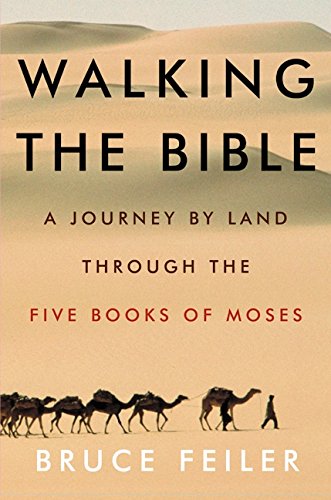 WALKING
THE BIBLE
A JOURNEY BY LAND
THROUGH THE
FIVE BOOKS OF MOSES
BRUCE FEILER